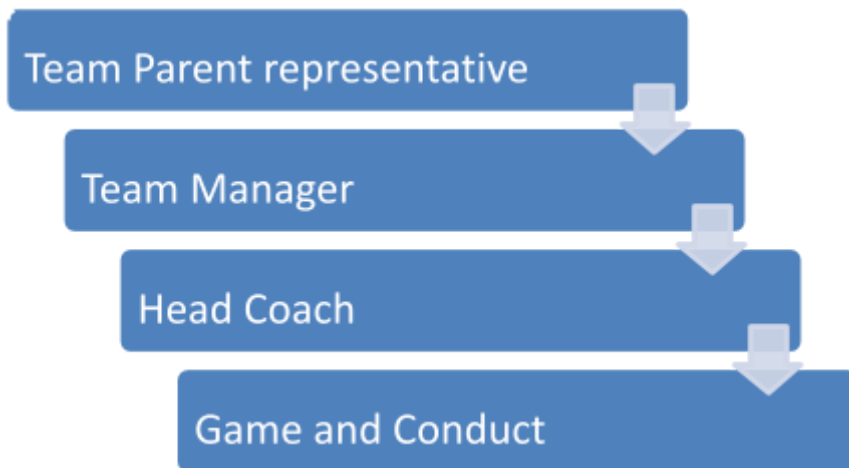 Team Parent representative
Team Manager
Head Coach
Game and Conduct